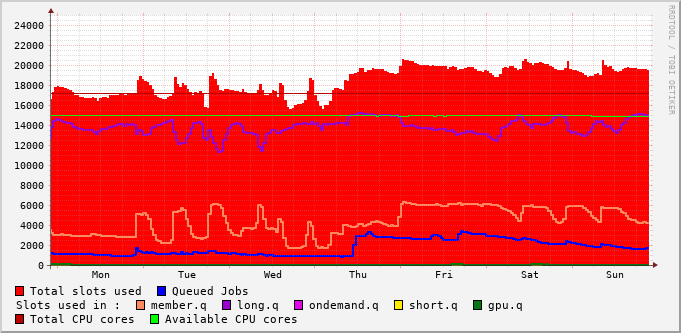 RRDTOOL / TOBI OETIKER
24000
22000
20000
18000
16000
14000
12000
10000
8000
6000
4000
2000
0
Mon Tue Wed Thu Fri Sat Sun
Total slots used Queued Jobs
Slots used in : member.q long.q ondemand.q short.q gpu.q
Total CPU cores Available CPU cores